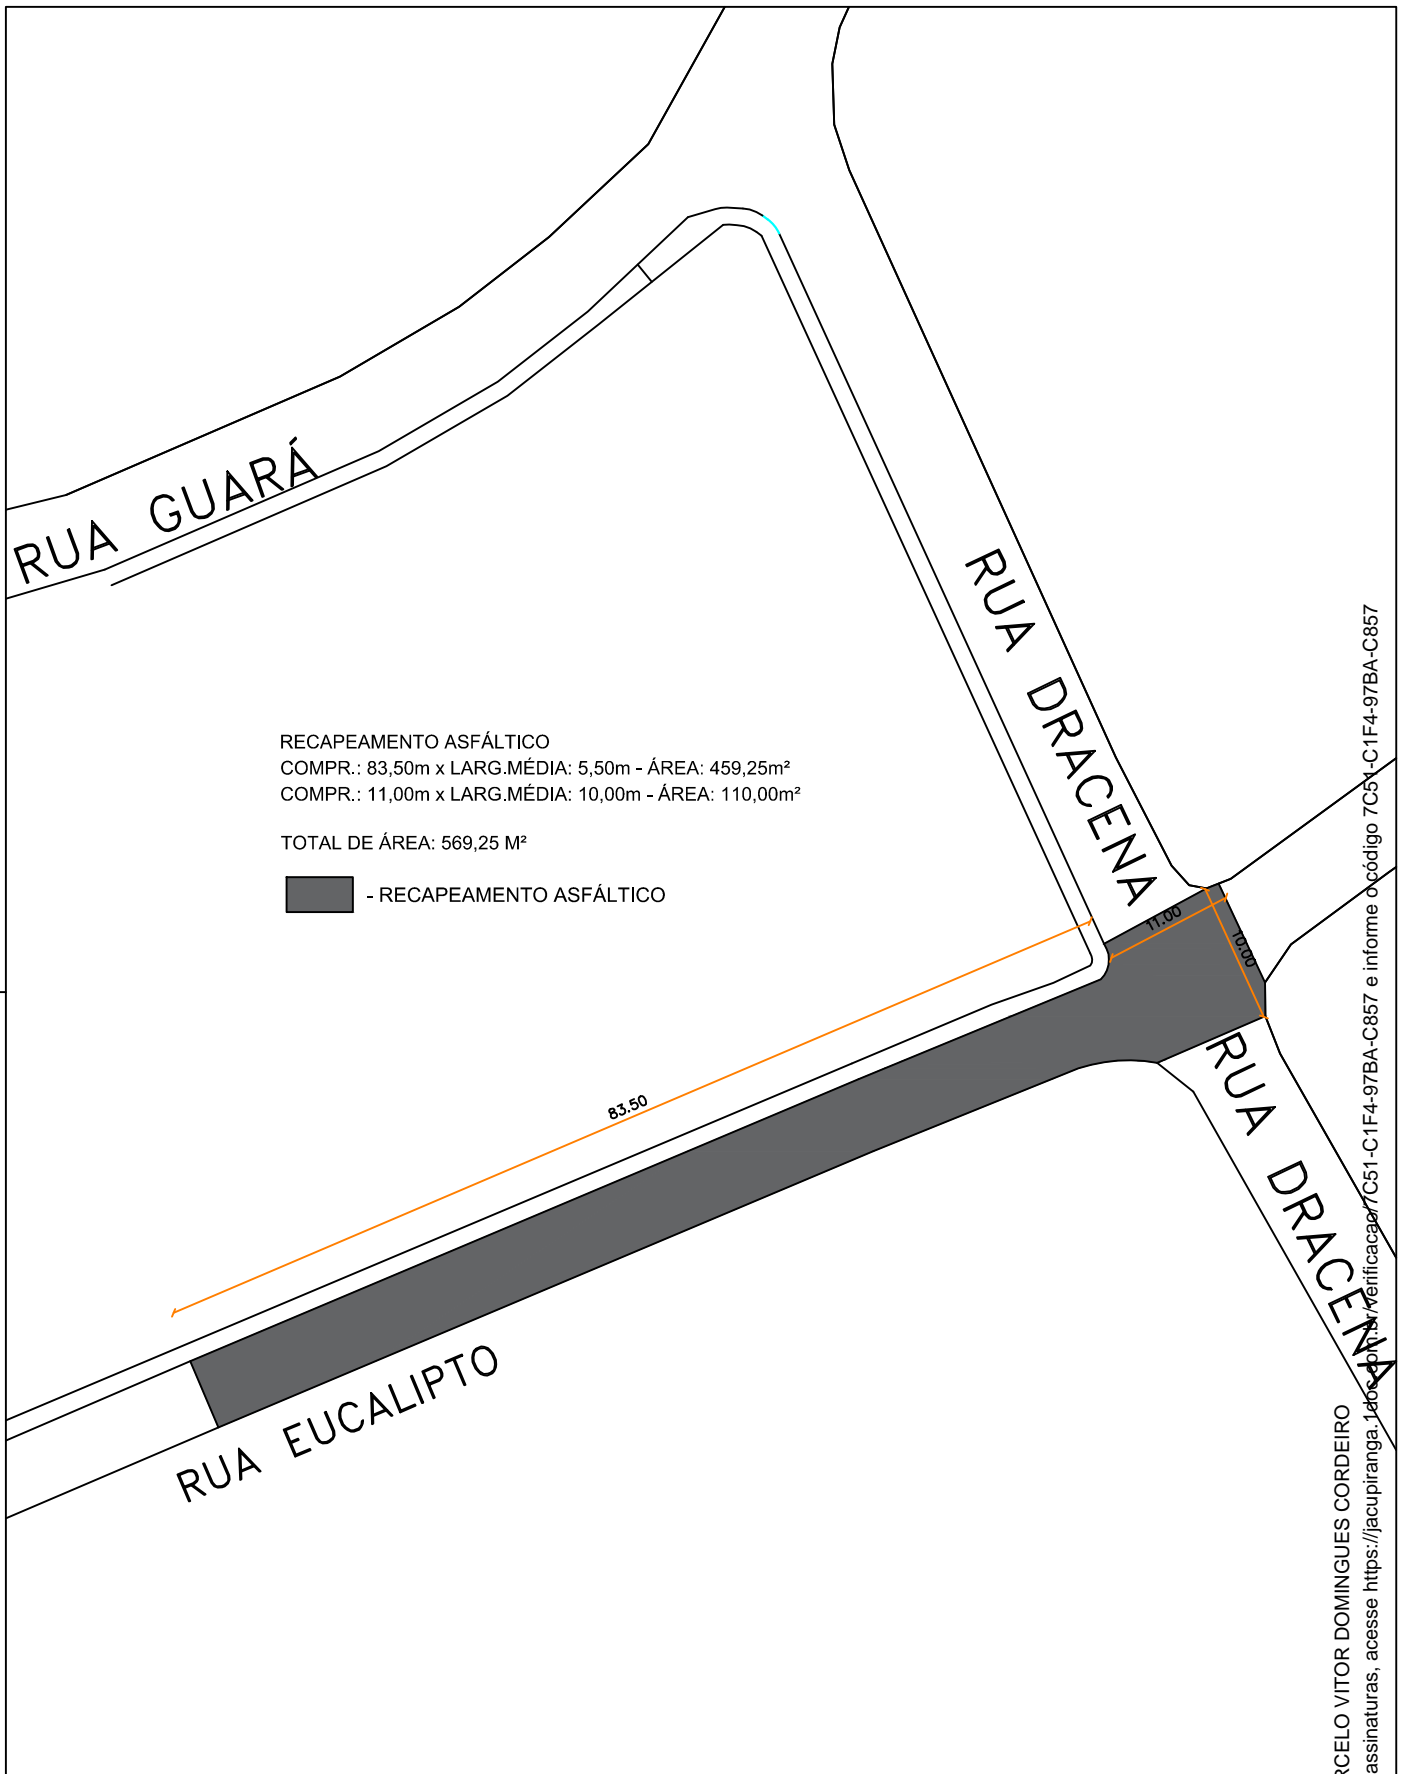 RUA GUARÁ
RUA DRACENA
RECAPEAMENTO ASFÁLTICO
COMPR.: 83,50m x LARG.MÉDIA: 5,50m - ÁREA: 459,25m²
COMPR.: 11,00m x LARG.MÉDIA: 10,00m - ÁREA: 110,00m²
TOTAL DE ÁREA: 569,25 M²
- RECAPEAMENTO ASFÁLTICO
11.00
10.00
83.50
RUA DRACENA
RUA EUCALIPTO
RCELO VITOR DOMINGUES CORDEIRO
assinaturas, acesse https://jacupiranga.1doc.com.br/verificacao/7C51-C1F4-97BA-C857 e informe o código 7C51-C1F4-97BA-C857